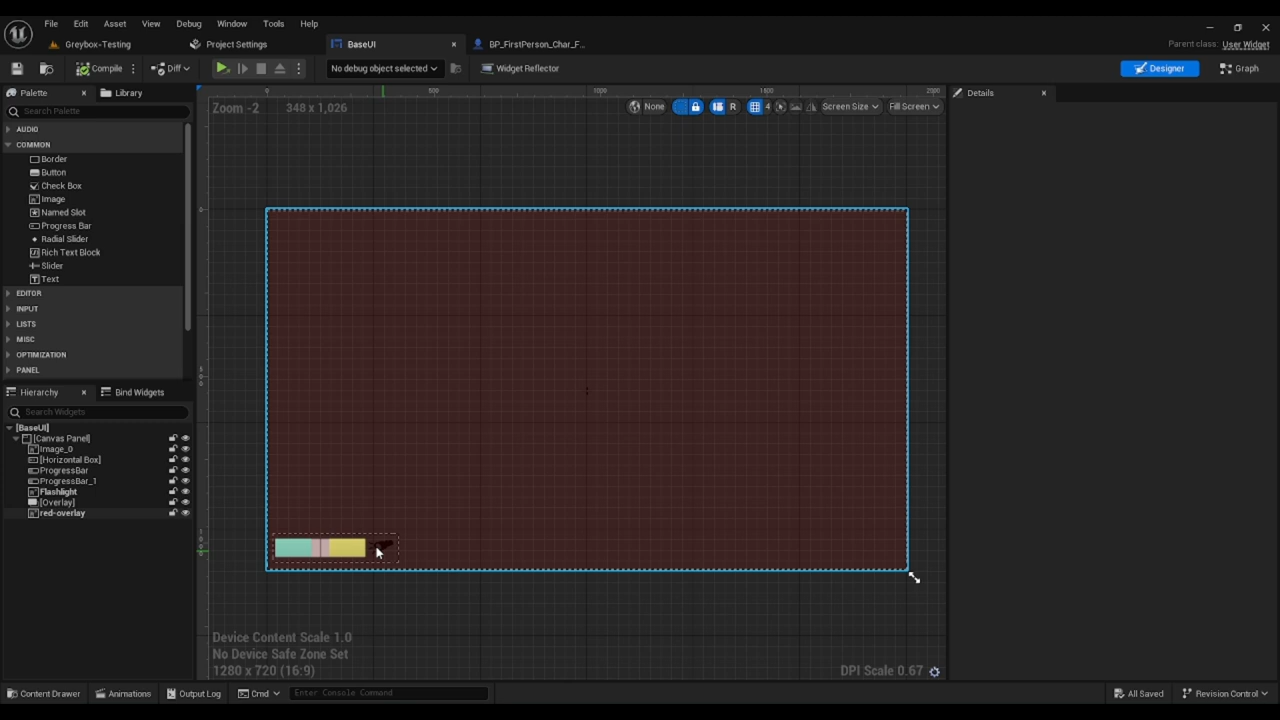 File Edit Asset View Debug Window Tools Help
Greybox-Testing Project Settings BaseUI BP_FirstPerson_Char_F...
Parent class: User Widget
Compile Diff No debug object selected Widget Reflector Designer Graph
Palette Library
Search Palette
AUDIO
COMMON
Border
Button
Check Box
Image
Named Slot
Progress Bar
Radial Slider
Rich Text Block
Slider
Text
EDITOR
INPUT
LISTS
MISC
OPTIMIZATION
PANEL
Hierarchy Bind Widgets
Search Widgets
[BaseUI]
[Canvas Panel]
Image_0
[Horizontal Box]
ProgressBar
ProgressBar_1
Flashlight
[Overlay]
red-overlay
0 500 1000 2000
Zoom -2 348 x 1,026
None R 4 Screen Size Fill Screen
Device Content Scale 1.0
No Device Safe Zone Set
1280 x 720 (16:9)
DPI Scale 0.67
Details
Content Drawer Animations Output Log Cmd Enter Console Command All Saved Revision Control